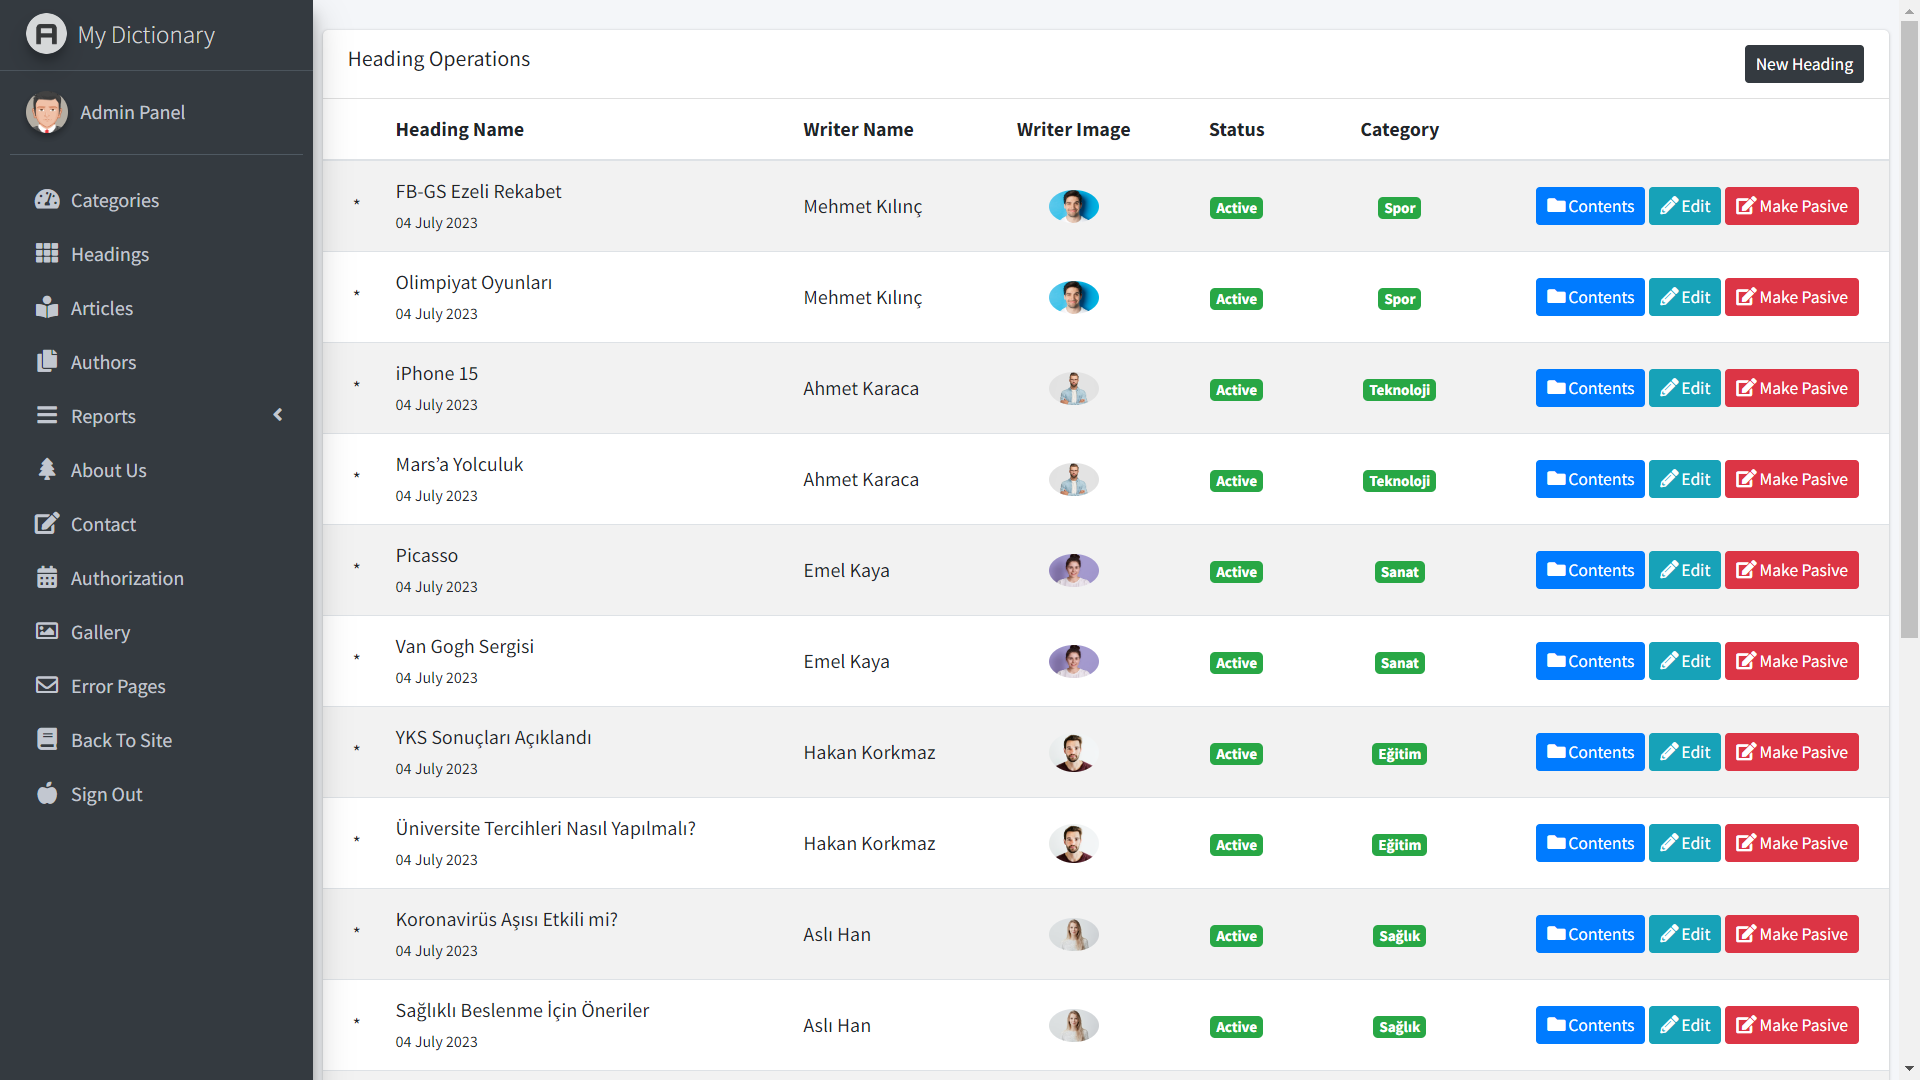 My Dictionary
Admin Panel
Categories
Headings
Articles
Authors
Reports
About Us
Contact
Authorization
Gallery
Error Pages
Back To Site
Sign Out
Heading Operations
New Heading
Heading Name Writer Name Writer Image Status Category
* FB-GS Ezeli Rekabet
04 July 2023
Mehmet Kılınç Active Spor Contents Edit Make Pasive
* Olimpiyat Oyunları
04 July 2023
Mehmet Kılınç Active Spor Contents Edit Make Pasive
* iPhone 15
04 July 2023
Ahmet Karaca Active Teknoloji Contents Edit Make Pasive
* Mars’a Yolculuk
04 July 2023
Ahmet Karaca Active Teknoloji Contents Edit Make Pasive
* Picasso
04 July 2023
Emel Kaya Active Sanat Contents Edit Make Pasive
* Van Gogh Sergisi
04 July 2023
Emel Kaya Active Sanat Contents Edit Make Pasive
* YKS Sonuçları Açıklandı
04 July 2023
Hakan Korkmaz Active Eğitim Contents Edit Make Pasive
* Üniversite Tercihleri Nasıl Yapılmalı?
04 July 2023
Hakan Korkmaz Active Eğitim Contents Edit Make Pasive
* Koronavirüs Aşısı Etkili mi?
04 July 2023
Aslı Han Active Sağlık Contents Edit Make Pasive
* Sağlıklı Beslenme İçin Öneriler
04 July 2023
Aslı Han Active Sağlık Contents Edit Make Pasive